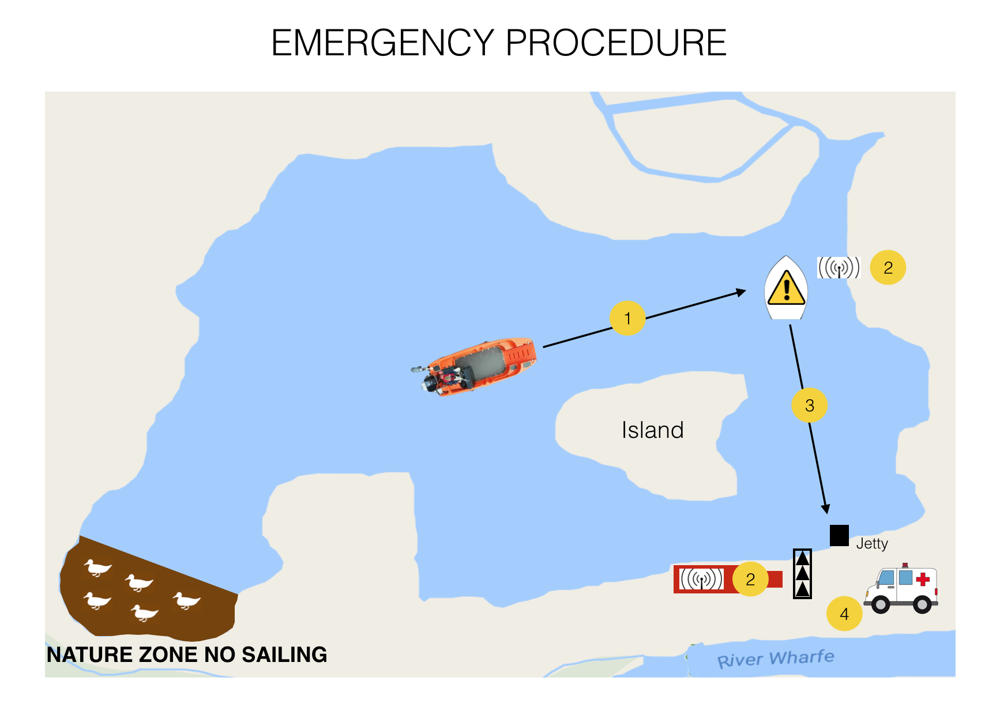 EMERGENCY PROCEDURE
2
1
3
Island
Jetty
2
4
NATURE ZONE NO SAILING
River Wharfe